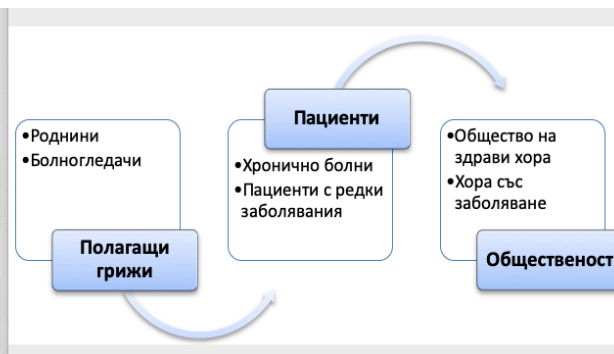 •Роднини
•Болногледачи
Полагащи
грижи
Пациенти
•Хронично болни
•Пациенти с редки
заболявания
•Общество на
здрави хора
•Хора със
заболяване
Общественост